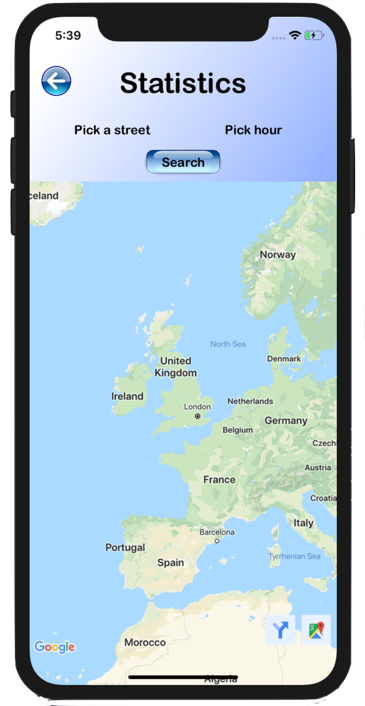 5:39
Statistics
Pick a street
Pick hour
Search
celand
Norway
North Sea
United
Kingdom
Denmark
Ireland
London
Netherlands
Belgium
Germany
Czech
France
Austria
Croatia
Italy
Barcelona
Portugal
Spain
Tyrrhenian Sea
Google
Morocco
Algeria